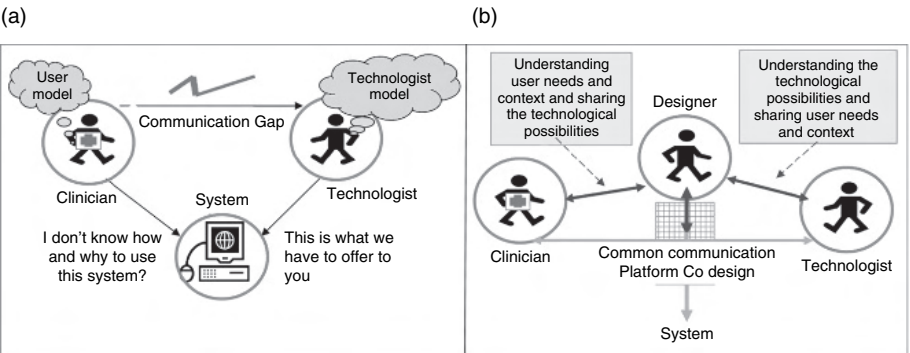 (a)
User
model
Technologist
model
Communication Gap
Clinician
Technologist
System
I don't know how
and why to use
this system?
This is what we
have to offer to
you
(b)
Understanding
user needs and
context and sharing
the technological
possibilities
Designer
Understanding the
technological
possibilities and
sharing user needs
and context
Clinician
Common communication
Platform Co design
Technologist
System